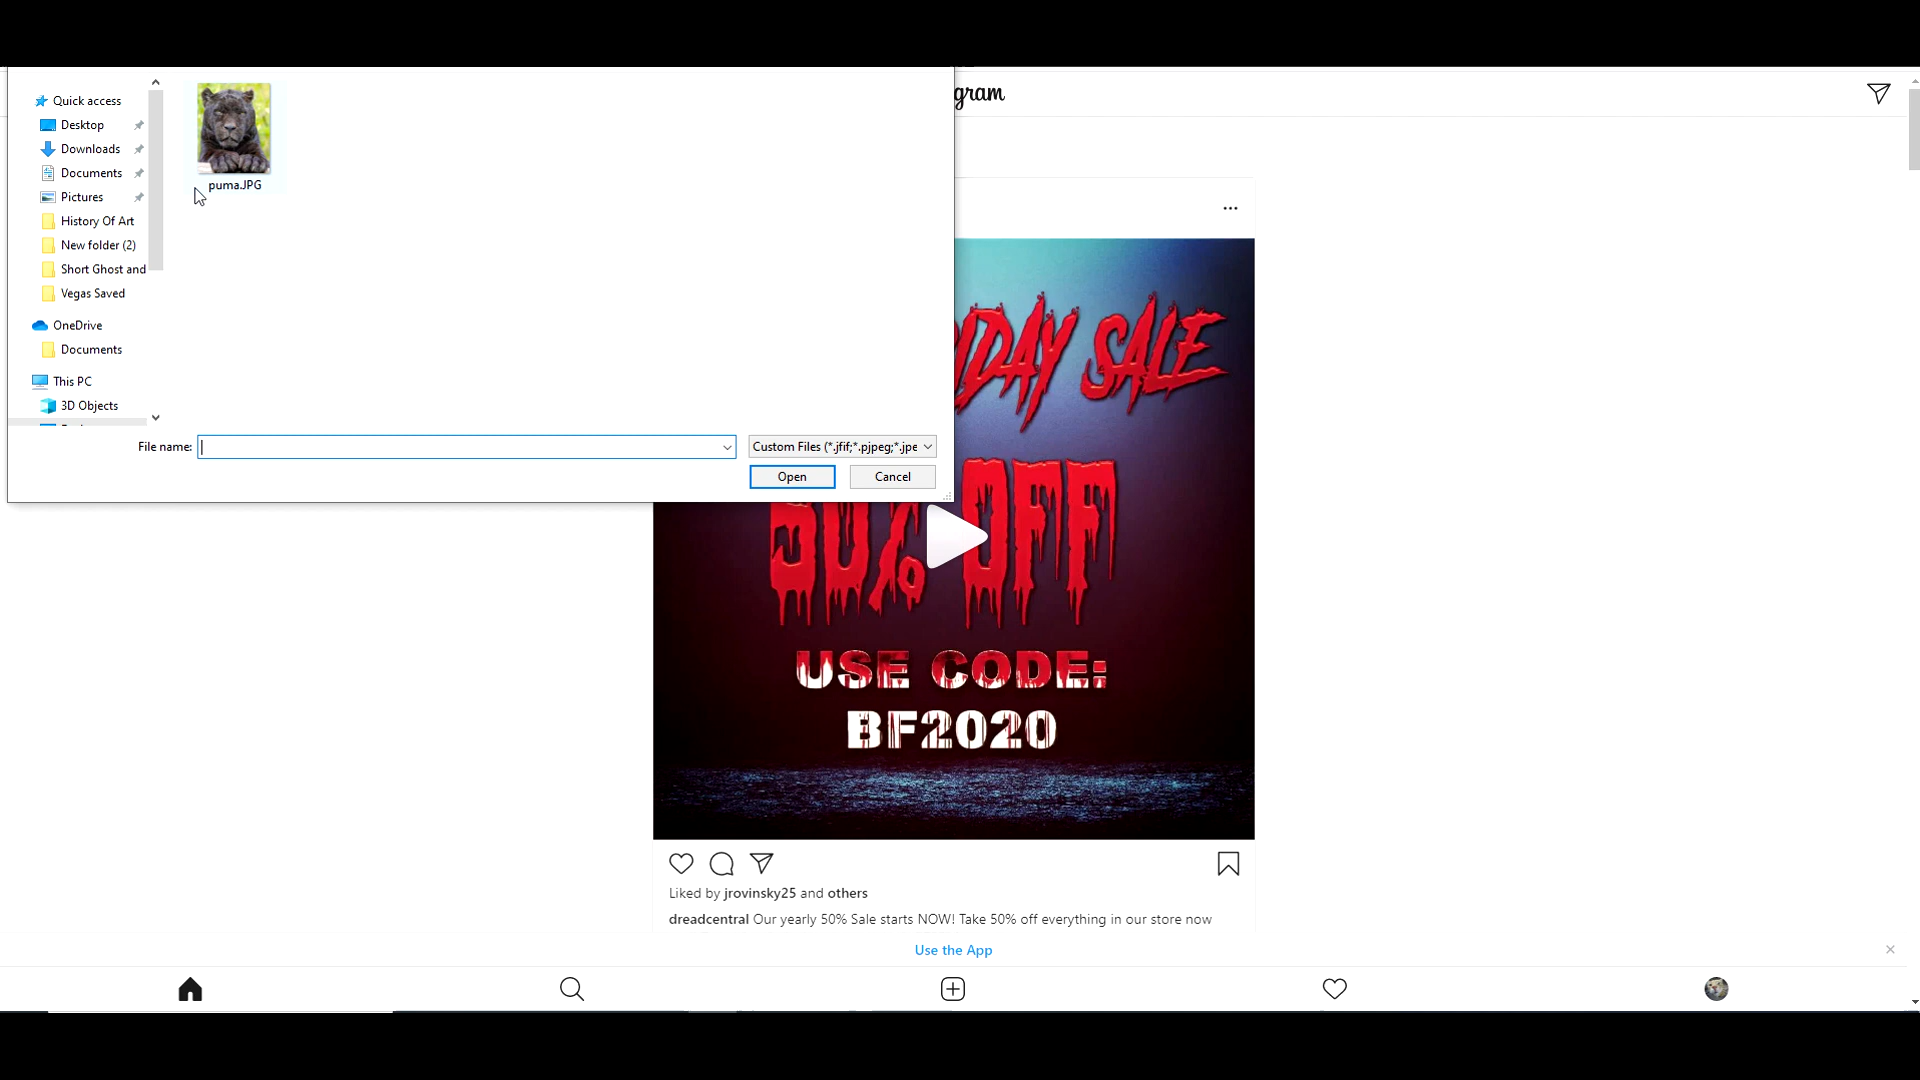 Quick access
Desktop
Downloads
Documents
Pictures
History Of Art
New folder (2)
Short Ghost and
Vegas Saved
OneDrive
Documents
This PC
3D Objects
puma.JPG
File name:
Custom Files (*.jfif;*.pjpeg;*.jpe
Open
Cancel
gram
IDAY SALE
50% OFF
USE CODE:
BF2020
Liked by jrovinsky25 and others
dreadcentral Our yearly 50% Sale starts NOW! Take 50% off everything in our store now
Use the App